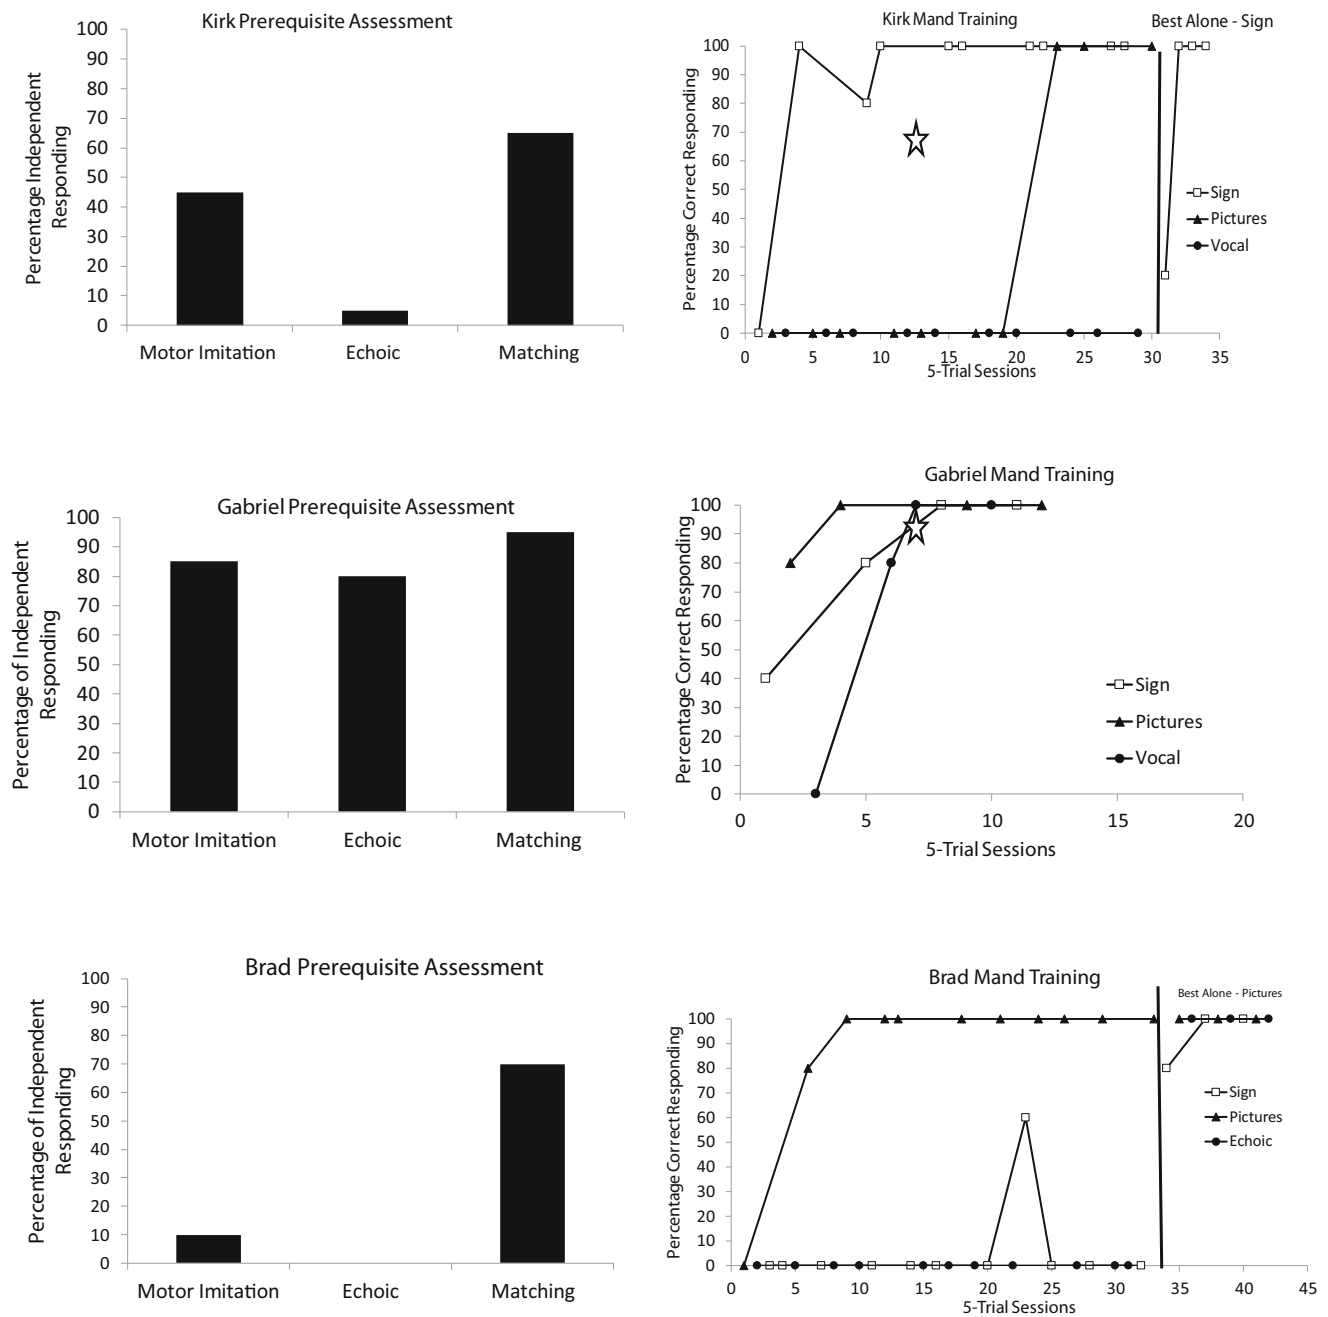 Kirk Prerequisite Assessment
Percentage Independent
Responding
100
90
80
70
60
50
40
30
20
10
0
Motor Imitation Echoic Matching
Kirk Mand Training
Best Alone - Sign
Percentage Correct Responding
100
90
80
70
60
50
40
30
20
10
0
0 5 10 15 20 25 30 35
5-Trial Sessions
Sign
Pictures
Vocal
Gabriel Prerequisite Assessment
Percentage of Independent
Responding
100
90
80
70
60
50
40
30
20
10
0
Motor Imitation Echoic Matching
Gabriel Mand Training
Percentage Correct Responding
100
90
80
70
60
50
40
30
20
10
0
0 5 10 15 20
5-Trial Sessions
Sign
Pictures
Vocal
Brad Prerequisite Assessment
Percentage of Independent
Responding
100
90
80
70
60
50
40
30
20
10
0
Motor Imitation Echoic Matching
Brad Mand Training
Best Alone - Pictures
Percentage Correct Responding
100
90
80
70
60
50
40
30
20
10
0
0 5 10 15 20 25 30 35 40 45
5-Trial Sessions
Sign
Pictures
Echoic